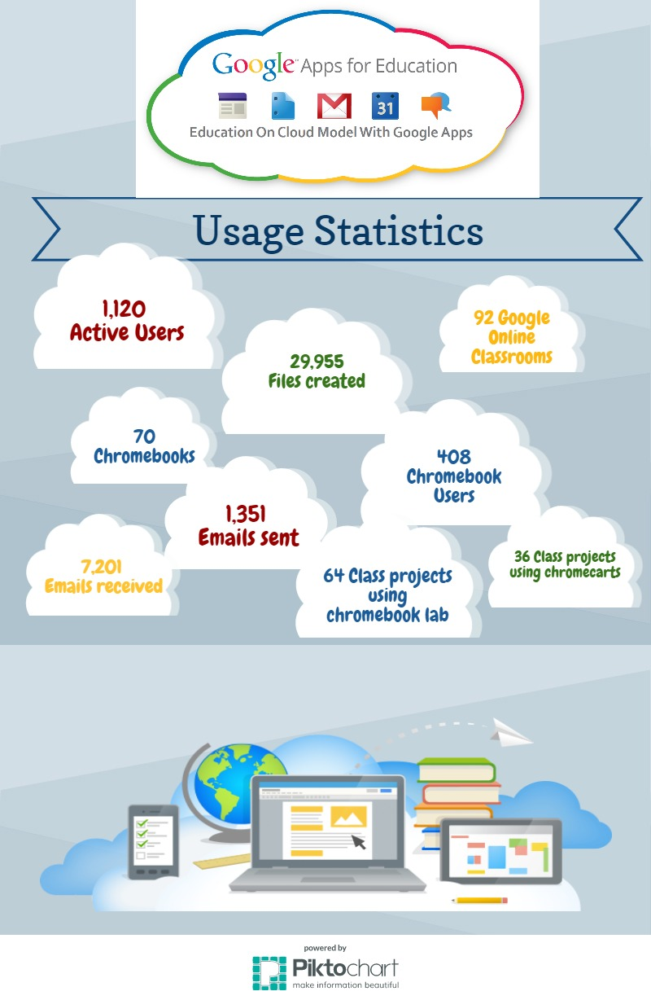 Google™ Apps for Education
31
Education On Cloud Model With Google Apps
Usage Statistics
1,120
Active Users
29,955
Files created
92 Google
Online
Classrooms
70
Chromebooks
408
Chromebook
Users
1,351
Emails sent
7,201
Emails received
64 Class projects
using
chromebook lab
36 Class projects
using chromecarts
powered by
Piktochart
make information beautiful